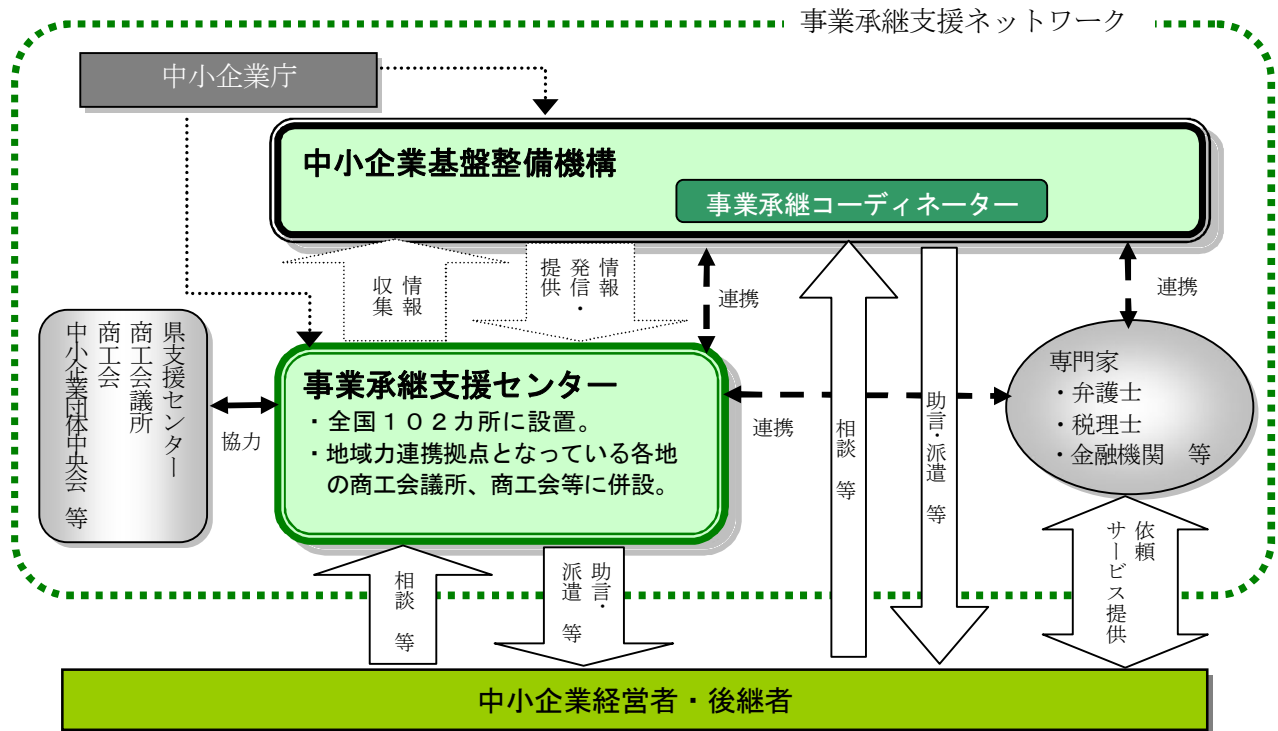 事業承継支援ネットワーク
中小企業庁
中小企業基盤整備機構
事業承継コーディネーター
情報
収集
情報
発信・
提供
連携
連携
県支援センター
商工会議所
商工会
中小企業団体中央会 等
協力
事業承継支援センター
・全国102カ所に設置。
・地域力連携拠点となっている各地
の商工会議所、商工会等に併設。
連携
相談 等
助言・派遣 等
専門家
・弁護士
・税理士
・金融機関 等
相談 等
助言・
派遣 等
依頼
サービス提供
中小企業経営者・後継者